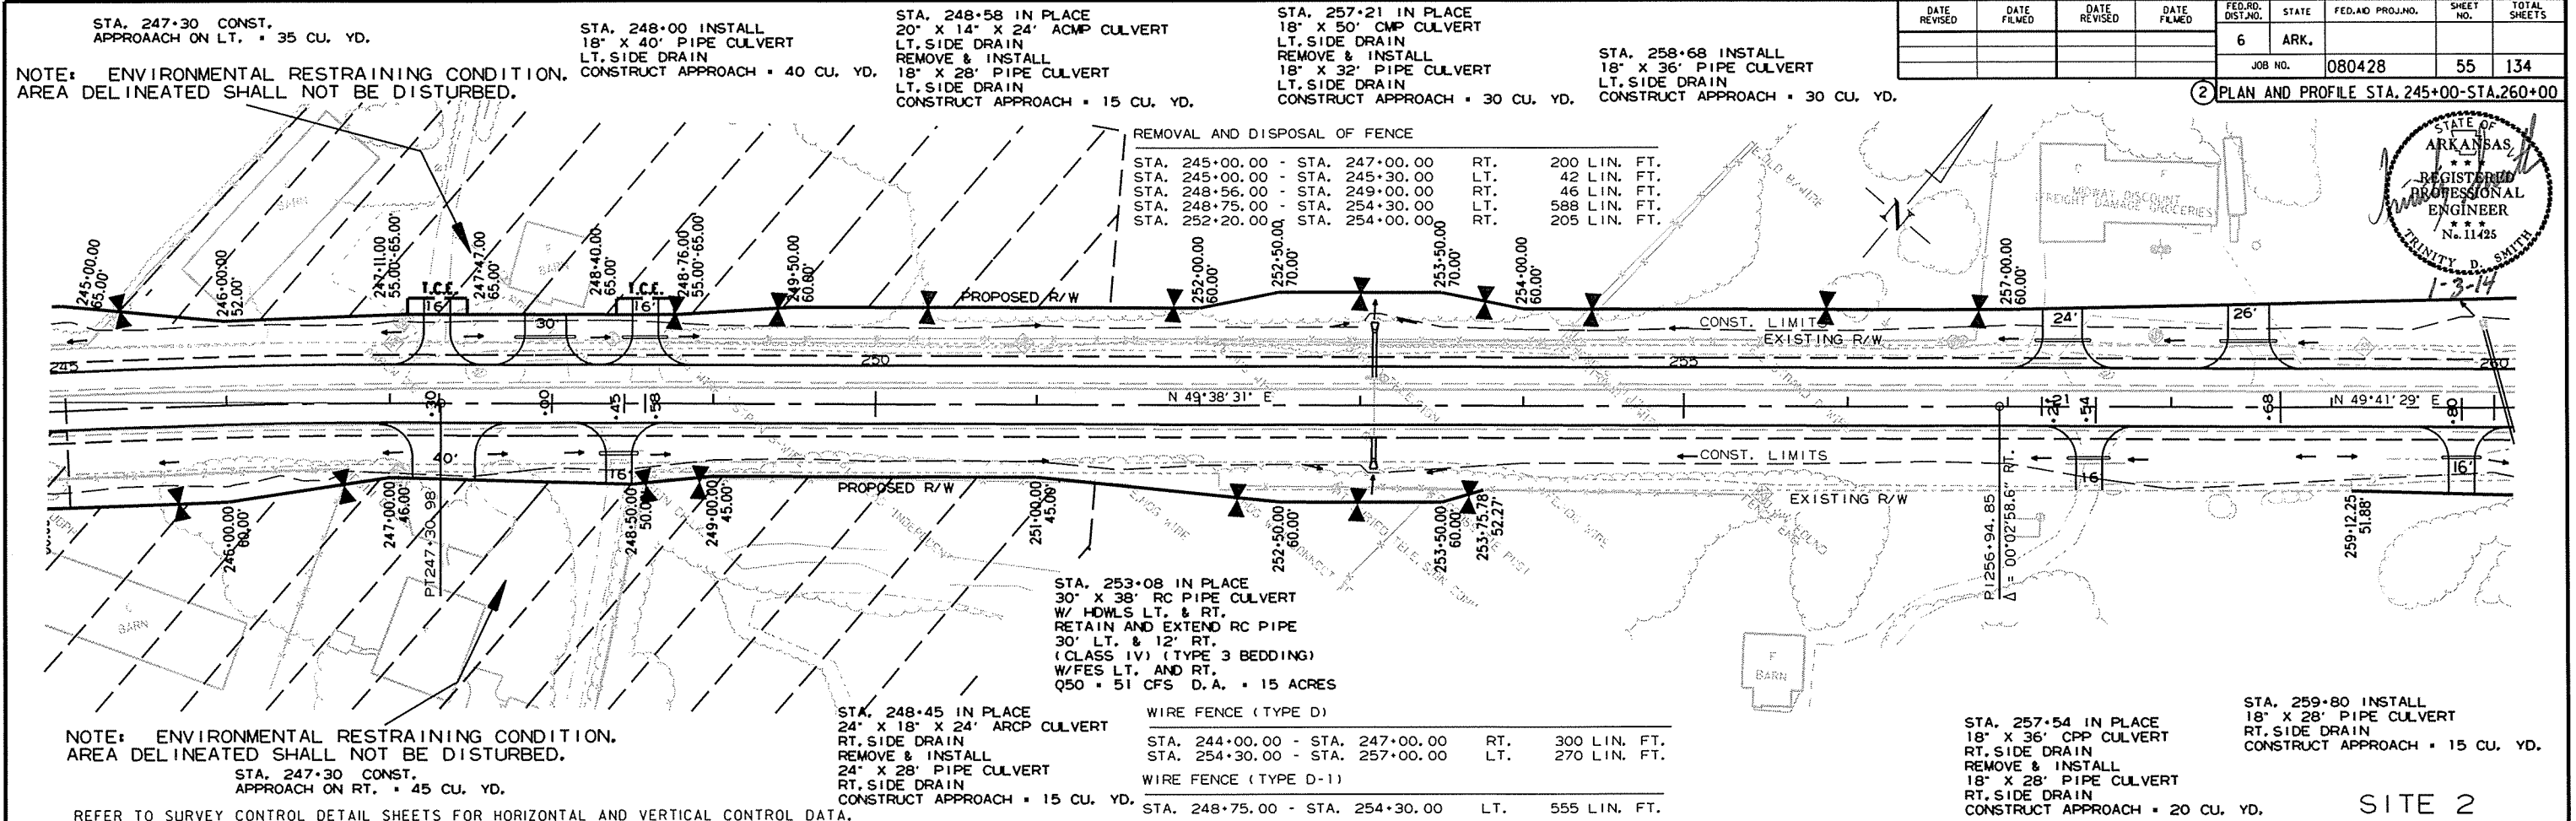 STA. 247+30 CONST.
APPROAACH ON LT. = 35 CU. YD.
STA. 248+00 INSTALL
18" X 40' PIPE CULVERT
LT. SIDE DRAIN
CONSTRUCT APPROACH = 40 CU. YD.
STA. 248+58 IN PLACE
20" X 14" X 24' ACMP CULVERT
LT. SIDE DRAIN
REMOVE & INSTALL
18" X 28' PIPE CULVERT
LT. SIDE DRAIN
CONSTRUCT APPROACH = 15 CU. YD.
STA. 257+21 IN PLACE
18" X 50' CMP CULVERT
LT. SIDE DRAIN
REMOVE & INSTALL
18" X 32' PIPE CULVERT
LT. SIDE DRAIN
CONSTRUCT APPROACH = 30 CU. YD.
STA. 258+68 INSTALL
18" X 36' PIPE CULVERT
LT. SIDE DRAIN
CONSTRUCT APPROACH = 30 CU. YD.
DATE REVISED DATE FILMED DATE REVISED DATE FILMED FED.RD. DIST.NO. STATE FED.AID PROJ.NO. SHEET NO. TOTAL SHEETS
6 ARK.
JOB NO. 080428 55 134
2 PLAN AND PROFILE STA. 245+00-STA.260+00
NOTE: ENVIRONMENTAL RESTRAINING CONDITION.
AREA DELINEATED SHALL NOT BE DISTURBED.
STATE OF
ARKANSAS
REGISTERED
PROFESSIONAL
ENGINEER
No. 11425
TRINITY D. SMITH
1-3-14
REMOVAL AND DISPOSAL OF FENCE
STA. 245+00.00 - STA. 247+00.00 RT. 200 LIN. FT.
STA. 245+00.00 - STA. 245+30.00 LT. 42 LIN. FT.
STA. 248+56.00 - STA. 249+00.00 RT. 46 LIN. FT.
STA. 248+75.00 - STA. 254+30.00 LT. 588 LIN. FT.
STA. 252+20.00 - STA. 254+00.00 RT. 205 LIN. FT.
BARN
BARN
MIDWAY DISCOUNT
FREIGHT DAMAGE GROCERIES
N
245+00.00
65.00'
246+00.00
52.00'
247+11.00
55.00'-65.00'
247+47.00
65.00'
248+40.00
65.00'
248+76.00
55.00'-65.00'
249+50.00
60.00'
252+00.00
60.00'
252+50.00
70.00'
253+50.00
70.00'
254+00.00
60.00'
257+00.00
60.00'
T.C.E.
16'
30'
T.C.E.
16'
PROPOSED R/W
CONST. LIMITS
EXISTING R/W
24'
26'
245
250
255
260
+30
+00
+45
+58
N 49°38'31" E
+21
+54
+68
N 49°41'29" E
+80
40'
16'
PROPOSED R/W
CONST. LIMITS
EXISTING R/W
16'
16'
246+00.00
60.00'
247+00.00
46.00'
PT247+30.98
248+50.00
50.00'
249+00.00
45.00'
251+00.00
45.00'
252+50.00
60.00'
253+50.00
60.00'
253+75.78
52.27'
PI256+94.85
Δ = 00°02'58.6" RT.
259+12.25
51.88'
BARN
F
BARN
STA. 253+08 IN PLACE
30" X 38' RC PIPE CULVERT
W/ HDWLS LT. & RT.
RETAIN AND EXTEND RC PIPE
30' LT. & 12' RT.
(CLASS IV) (TYPE 3 BEDDING)
W/FES LT. AND RT.
Q50 = 51 CFS D.A. = 15 ACRES
NOTE: ENVIRONMENTAL RESTRAINING CONDITION.
AREA DELINEATED SHALL NOT BE DISTURBED.
STA. 247+30 CONST.
APPROACH ON RT. = 45 CU. YD.
REFER TO SURVEY CONTROL DETAIL SHEETS FOR HORIZONTAL AND VERTICAL CONTROL DATA.
STA. 248+45 IN PLACE
24" X 18" X 24' ARCP CULVERT
RT. SIDE DRAIN
REMOVE & INSTALL
24" X 28' PIPE CULVERT
RT. SIDE DRAIN
CONSTRUCT APPROACH = 15 CU. YD.
WIRE FENCE (TYPE D)
STA. 244+00.00 - STA. 247+00.00 RT. 300 LIN. FT.
STA. 254+30.00 - STA. 257+00.00 LT. 270 LIN. FT.
WIRE FENCE (TYPE D-1)
STA. 248+75.00 - STA. 254+30.00 LT. 555 LIN. FT.
STA. 257+54 IN PLACE
18" X 36' CPP CULVERT
RT. SIDE DRAIN
REMOVE & INSTALL
18" X 28' PIPE CULVERT
RT. SIDE DRAIN
CONSTRUCT APPROACH = 20 CU. YD.
STA. 259+80 INSTALL
18" X 28' PIPE CULVERT
RT. SIDE DRAIN
CONSTRUCT APPROACH = 15 CU. YD.
SITE 2